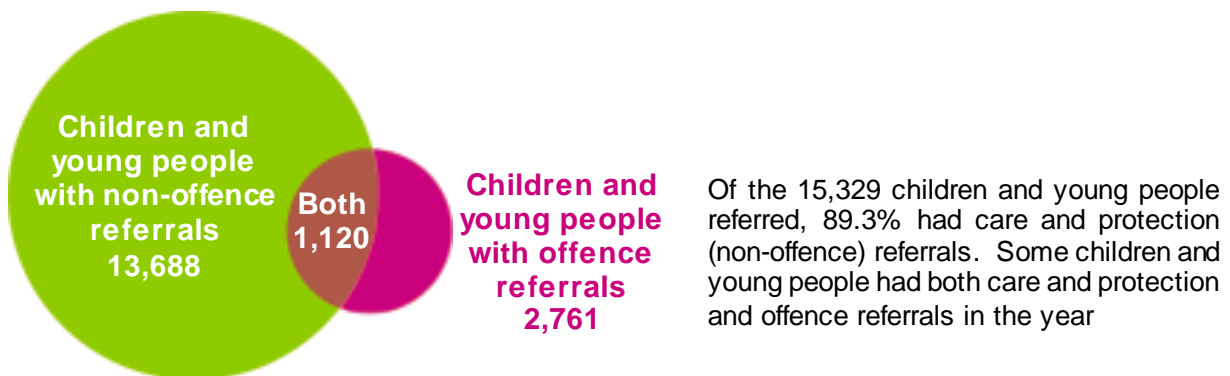 Children and
young people
with non-offence
referrals
13,688
Both
1,120
Children and
young people
with offence
referrals
2,761
Of the 15,329 children and young people
referred, 89.3% had care and protection
(non-offence) referrals. Some children and
young people had both care and protection
and offence referrals in the year